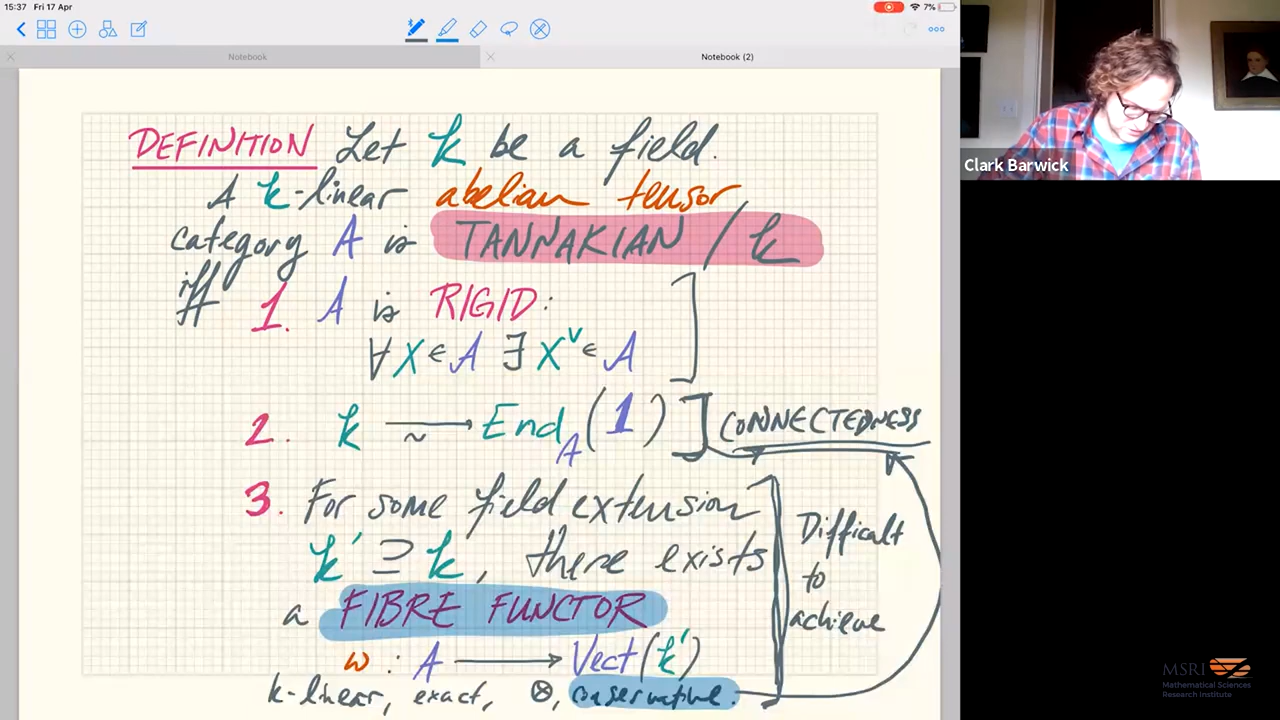 15:37 Fri 17 Apr
7%
Notebook
Notebook (2)
DEFINITION Let k be a field.
A k-linear abelian tensor
category A is TANNAKIAN / k
iff
1. A is RIGID:
∀ X ∈ A ∃ X^∨ ∈ A
2. k ⟶ End_A (1) CONNECTEDNESS
~
3. For some field extension
k' ⊇ k, there exists
a FIBRE FUNCTOR
ω : A ⟶ Vect(k')
k-linear, exact, ⊗, conservative.
Difficult
to
achieve
Clark Barwick
MSRI
Mathematical Sciences
Research Institute